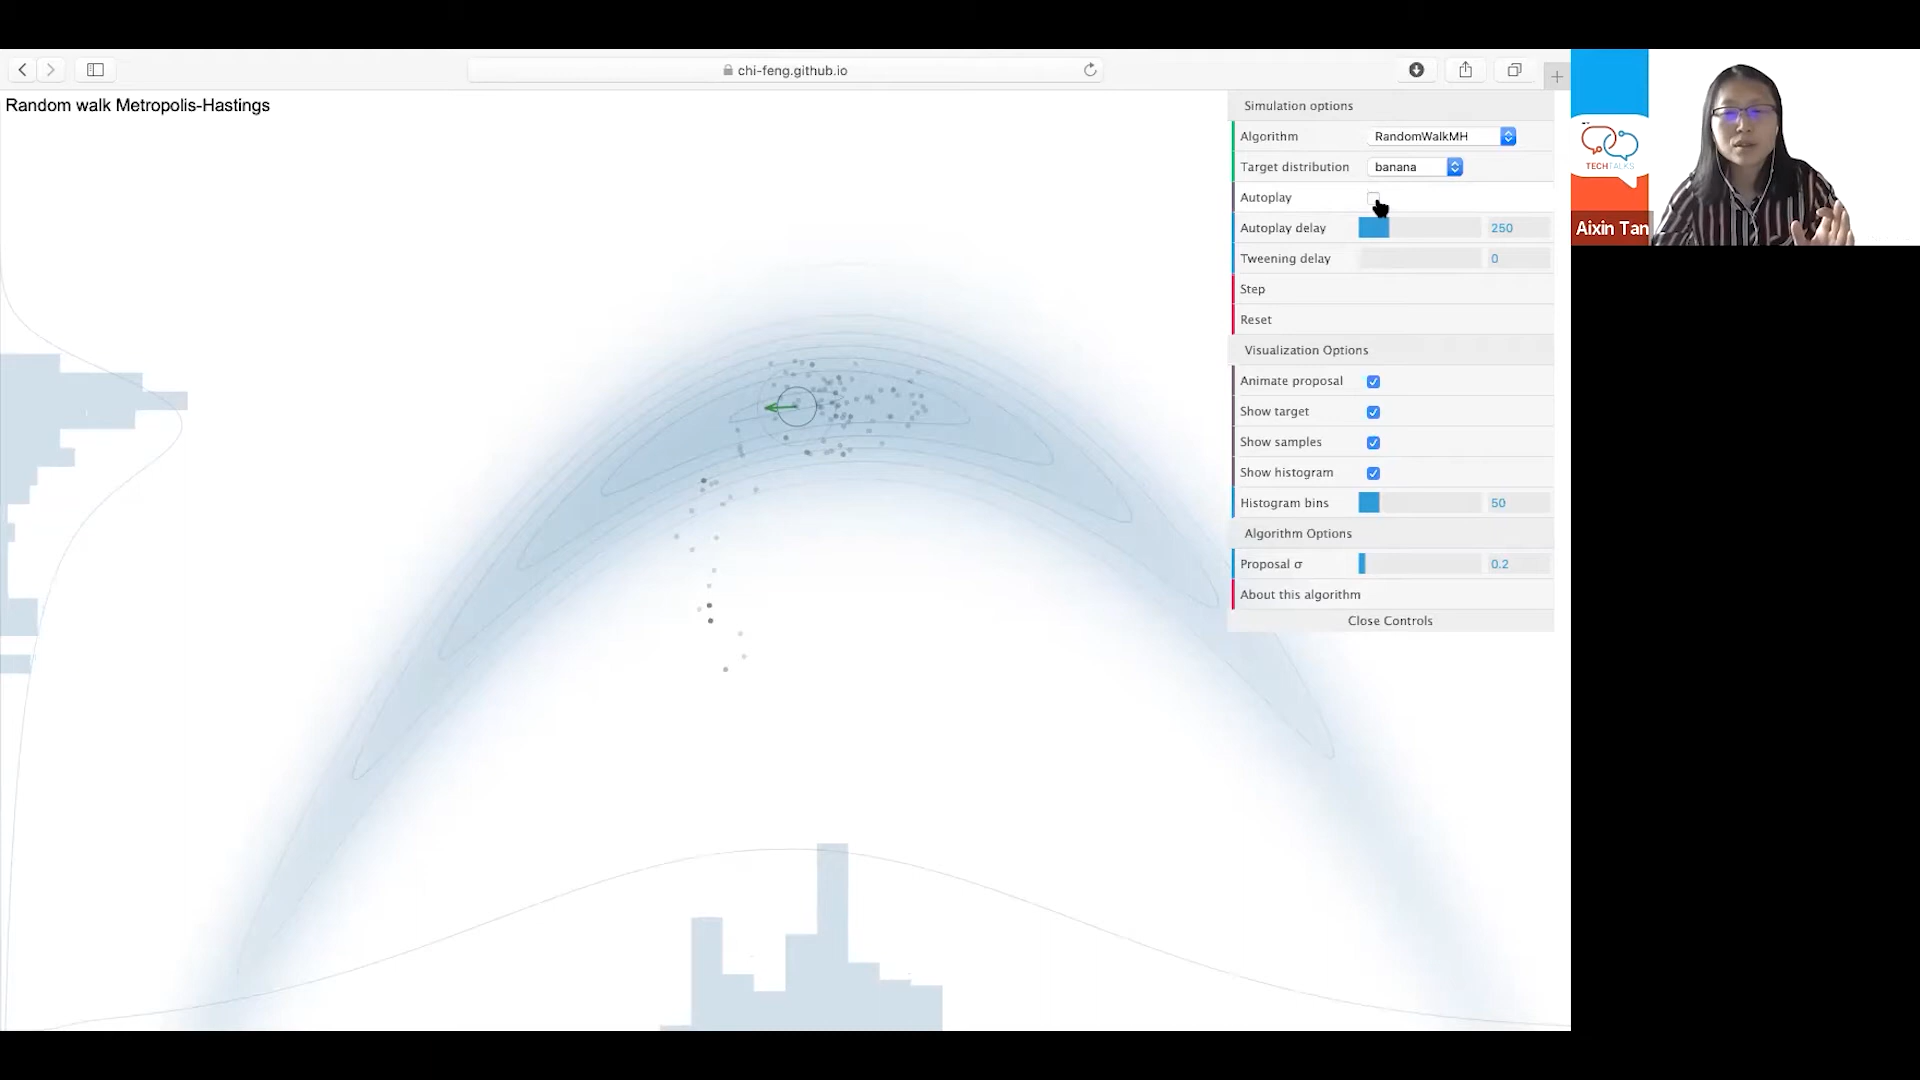 chi-feng.github.io
Random walk Metropolis-Hastings
Simulation options
Algorithm RandomWalkMH
Target distribution banana
Autoplay
Autoplay delay 250
Tweening delay 0
Step
Reset
Visualization Options
Animate proposal
Show target
Show samples
Show histogram
Histogram bins 50
Algorithm Options
Proposal σ 0.2
About this algorithm
Close Controls
TECHTALKS
Aixin Tan